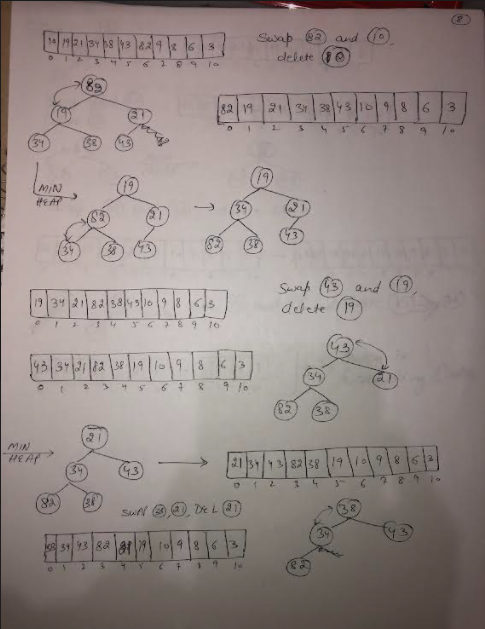 8
10 19 21 34 38 43 82 9 8 6 3
0 1 2 3 4 5 6 7 8 9 10
Swap 82 and 10,
delete 82
82
19 21
34 38 43
82 19 21 34 38 43 10 9 8 6 3
0 1 2 3 4 5 6 7 8 9 10
MIN
HEAP
19
82 21
34 38 43
19
34 21
82 38 43
19 34 21 82 38 43 10 9 8 6 3
0 1 2 3 4 5 6 7 8 9 10
Swap 43 and 19,
delete 19
43 34 21 82 38 19 10 9 8 6 3
0 1 2 3 4 5 6 7 8 9 10
43
34 21
82 38
MIN
HEAP
21
34 43
82 38
21 34 43 82 38 19 10 9 8 6 3
0 1 2 3 4 5 6 7 8 9 10
swap 38, 21, DEL 21
38 34 43 82 21 19 10 9 8 6 3
0 1 2 3 4 5 6 7 8 9 10
38
34 43
82